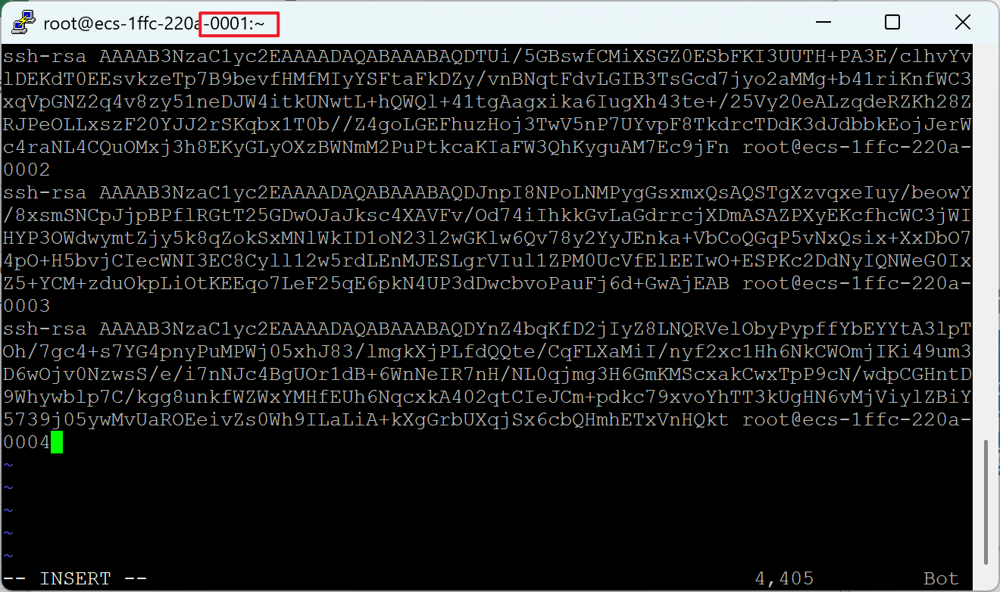 root@ecs-1ffc-220a-0001:~
ssh-rsa AAAAB3NzaC1yc2EAAAADAQABAAABAQDTUi/5GBswfCMiXSGZ0ESbFKI3UUTH+PA3E/clhvYv
lDEKdT0EEsvkzeTp7B9bevfHMfMIyYSFtaFkDZy/vnBNqtFdvLGIB3TsGcd7jyo2aMMg+b41riKnfWC3
xqVpGNZ2q4v8zy51neDJW4itkUNwtL+hQWQl+41tgAagxika6IugXh43te+/25Vy20eALzqdeRZKh28Z
RJPeOLLxszF20YJJ2rSKqbx1T0b//Z4goLGEFhuzHoj3TwV5nP7UYvpF8TkdrcTDdK3dJdbbkEojJerW
c4raNL4CQuOMxj3h8EKyGLyOXzBWNmM2PuPtkcaKIaFW3QhKyguAM7Ec9jFn root@ecs-1ffc-220a-
0002
ssh-rsa AAAAB3NzaC1yc2EAAAADAQABAAABAQDJnpI8NPoLNMPygGsxmxQsAQSTgXzvqxeIuy/beowY
/8xsmSNCpJjpBPflRGtT25GDwOJaJksc4XAVFv/Od74iIhkkGvLaGdrrcjXDmASAZPXyEKcfhcWC3jWI
HYP3OWdwymtZjy5k8qZokSxMNlWkID1oN23l2wGKlw6Qv78y2YyJEnka+VbCoQGqP5vNxQsix+XxDbO7
4pO+H5bvjCIecWNI3EC8Cyll12w5rdLEnMJESLgrVIul1ZPM0UcVfElEEIwO+ESPKc2DdNyIQNWeG0Ix
Z5+YCM+zduOkpLiOtKEEqo7LeF25qE6pkN4UP3dDwcbvoPauFj6d+GwAjEAB root@ecs-1ffc-220a-
0003
ssh-rsa AAAAB3NzaC1yc2EAAAADAQABAAABAQDYnZ4bqKfD2jIyZ8LNQRVelObyPypffYbEYYtA3lpT
Oh/7gc4+s7YG4pnyPuMPWj05xhJ83/lmgkXjPLfdQQte/CqFLXaMiI/nyf2xc1Hh6NkCWOmjIKi49um3
D6wOjv0NzwsS/e/i7nNJc4BgUOr1dB+6WnNeIR7nH/NL0qjmg3H6GmKMScxakCwxTpP9cN/wdpCGHntD
9Whywblp7C/kgg8unkfWZWxYMHfEUh6NqcxkA402qtCIeJCm+pdkc79xvoYhTT3kUgHN6vMjViylZBiY
5739j05ywMvUaROEeivZs0Wh9ILaLiA+kXgGrbUXqjSx6cbQHmhETxVnHQkt root@ecs-1ffc-220a-
0004
~
~
~
~
~
-- INSERT -- 4,405 Bot